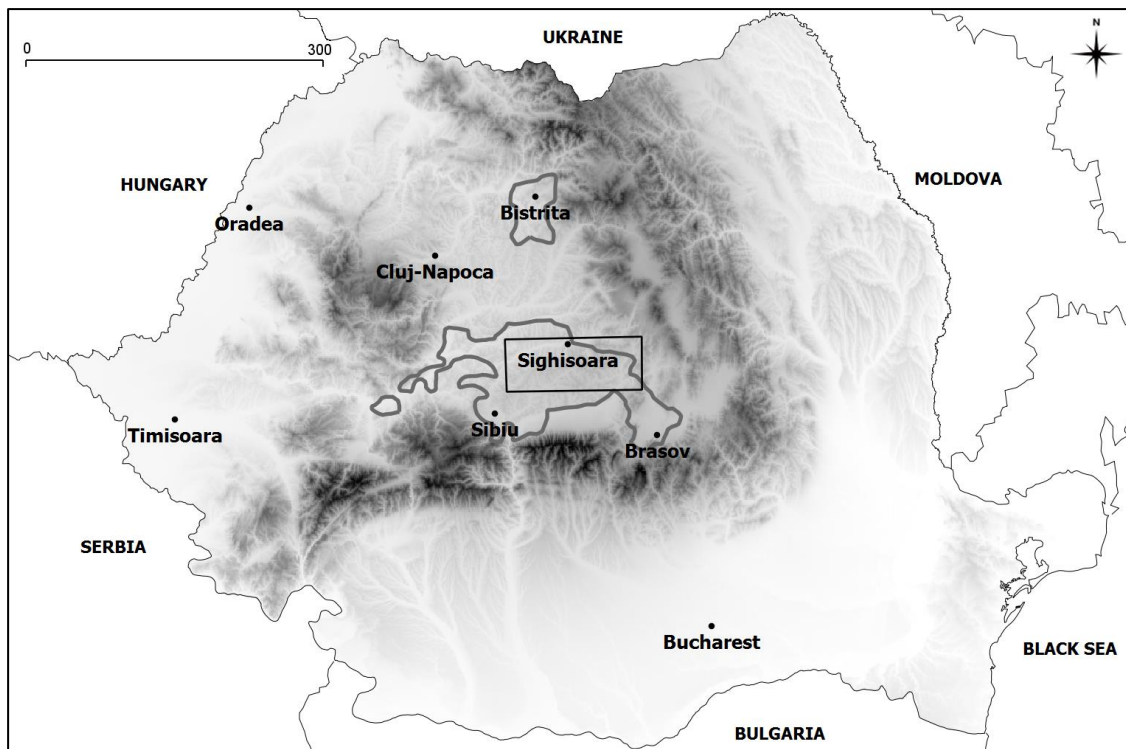 UKRAINE
N
0
300
HUNGARY
MOLDOVA
Bistrita
Oradea
Cluj-Napoca
Sighisoara
Timisoara
Sibiu
Brasov
SERBIA
Bucharest
BLACK SEA
BULGARIA